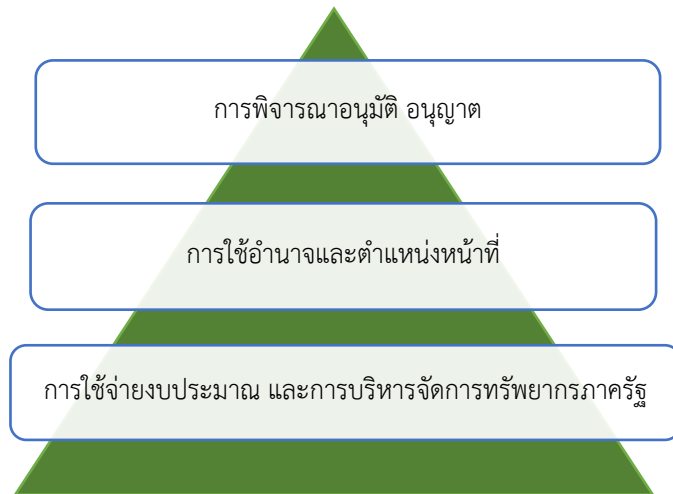 การพิจารณาอนุมัติ อนุญาต
การใช้อำนาจและตำแหน่งหน้าที่
การใช้จ่ายงบประมาณ และการบริหารจัดการทรัพยากรภาครัฐ